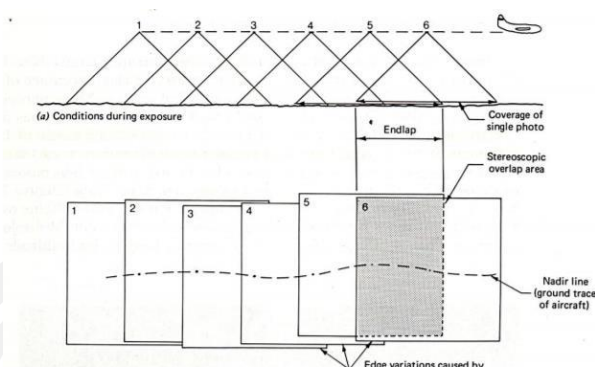 1 2 3 4 5 6
(a) Conditions during exposure
Coverage of
single photo
Endlap
Stereoscopic
overlap area
1
2
3
4
5
6
Nadir line
(ground trace
of aircraft)
Edge variations caused by